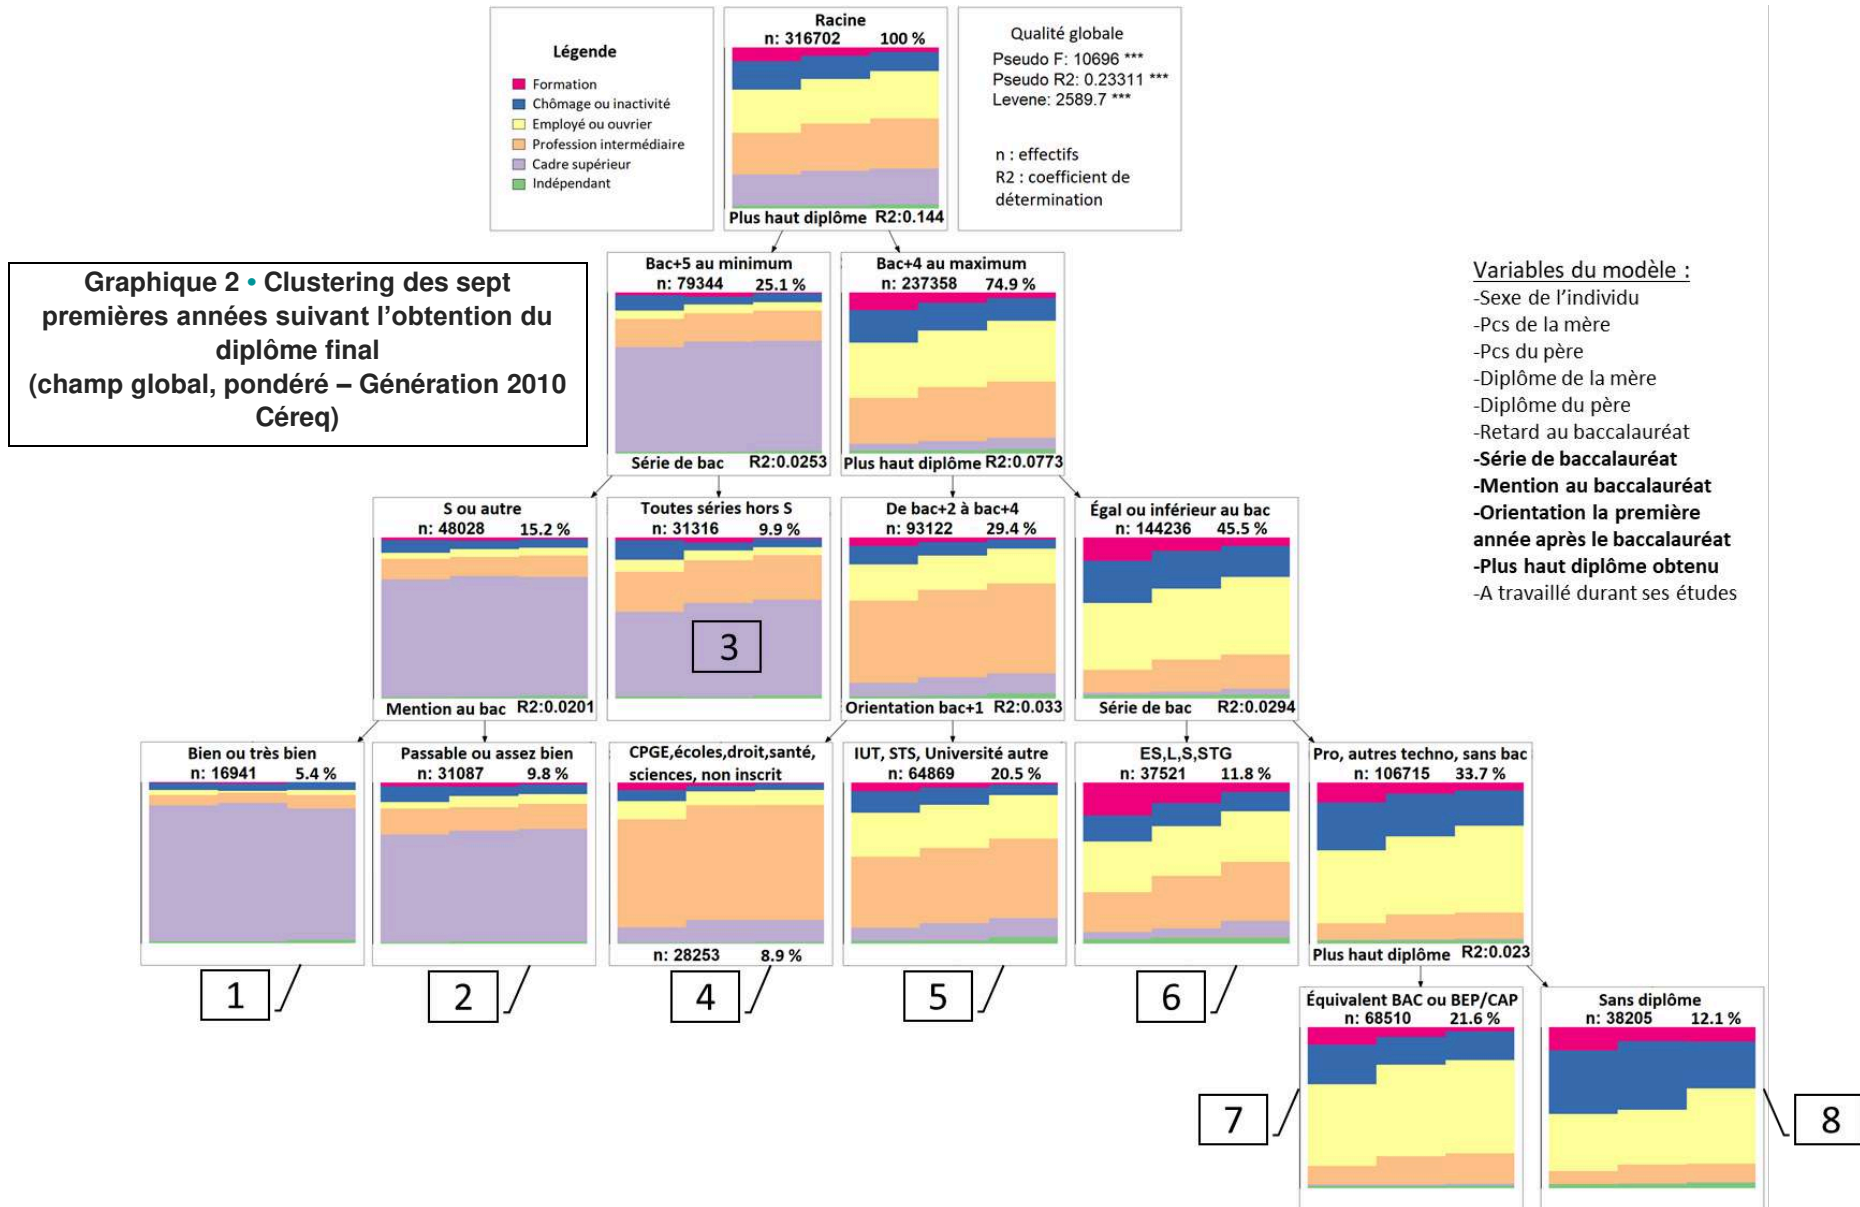 Légende
Formation
Chômage ou inactivité
Employé ou ouvrier
Profession intermédiaire
Cadre supérieur
Indépendant
Racine
n: 316702 100 %
Plus haut diplôme R2:0.144
Qualité globale
Pseudo F: 10696 ***
Pseudo R2: 0.23311 ***
Levene: 2589.7 ***
n : effectifs
R2 : coefficient de
détermination
Graphique 2 • Clustering des sept
premières années suivant l’obtention du
diplôme final
(champ global, pondéré – Génération 2010
Céreq)
Bac+5 au minimum
n: 79344 25.1 %
Série de bac R2:0.0253
Bac+4 au maximum
n: 237358 74.9 %
Plus haut diplôme R2:0.0773
Variables du modèle :
-Sexe de l’individu
-Pcs de la mère
-Pcs du père
-Diplôme de la mère
-Diplôme du père
-Retard au baccalauréat
-Série de baccalauréat
-Mention au baccalauréat
-Orientation la première
année après le baccalauréat
-Plus haut diplôme obtenu
-A travaillé durant ses études
S ou autre
n: 48028 15.2 %
Mention au bac R2:0.0201
Toutes séries hors S
n: 31316 9.9 %
3
De bac+2 à bac+4
n: 93122 29.4 %
Orientation bac+1 R2:0.033
Égal ou inférieur au bac
n: 144236 45.5 %
Série de bac R2:0.0294
Bien ou très bien
n: 16941 5.4 %
1
Passable ou assez bien
n: 31087 9.8 %
2
CPGE,écoles,droit,santé,
sciences, non inscrit
n: 28253 8.9 %
4
IUT, STS, Université autre
n: 64869 20.5 %
5
ES,L,S,STG
n: 37521 11.8 %
6
Pro, autres techno, sans bac
n: 106715 33.7 %
Plus haut diplôme R2:0.023
Équivalent BAC ou BEP/CAP
n: 68510 21.6 %
7
Sans diplôme
n: 38205 12.1 %
8